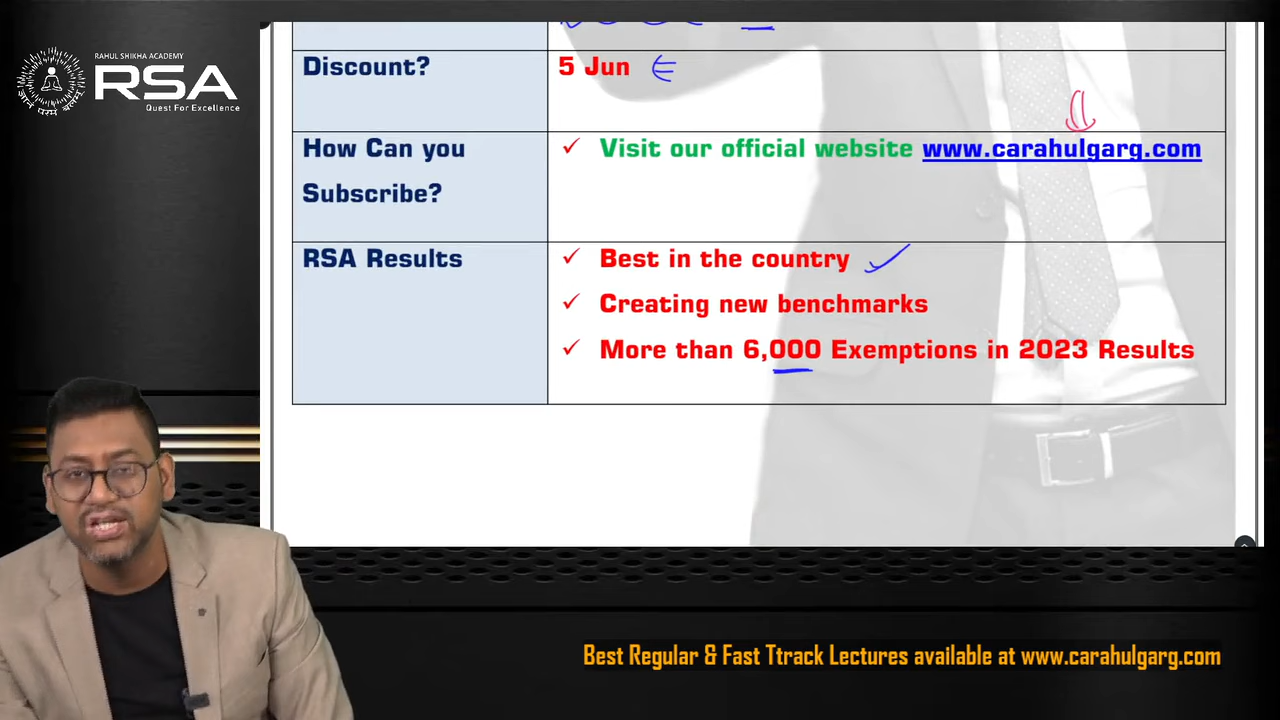 RAHUL SHIKHA ACADEMY
RSA
Quest For Excellence
Discount?
5 Jun
How Can you
Subscribe?
✓ Visit our official website www.carahulgarg.com
RSA Results
✓ Best in the country
✓ Creating new benchmarks
✓ More than 6,000 Exemptions in 2023 Results
Best Regular & Fast Ttrack Lectures available at www.carahulgarg.com